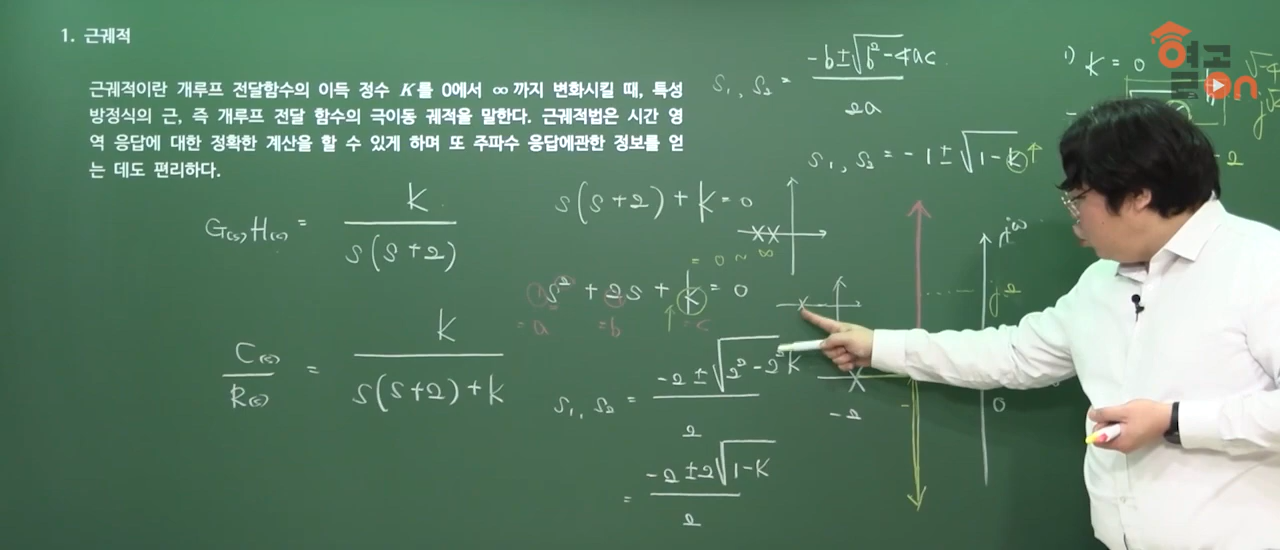 1. 근궤적
근궤적이란 개루프 전달함수의 이득 정수 K를 0에서 ∞까지 변화시킬 때, 특성
방정식의 근, 즉 개루프 전달 함수의 극이동 궤적을 말한다. 근궤적법은 시간 영
역 응답에 대한 정확한 계산을 할 수 있게 하며 또 주파수 응답에관한 정보를 얻
는 데도 편리하다.
G(s)H(s) = K / s(s+2)
C(s) / R(s) = K / s(s+2)+K
s(s+2)+K=0
= 0 ~ ∞
s² + 2s + K = 0
= a = b = c
s₁, s₂ = -2 ± √2² - 2²K / 2
= -2 ± 2√1-K / 2
s₁, s₂ = -b ± √b² - 4ac / 2a
s₁, s₂ = -1 ± √1-K ↑
1) K = 0
여고
믐 On
jω
j2
-2
0